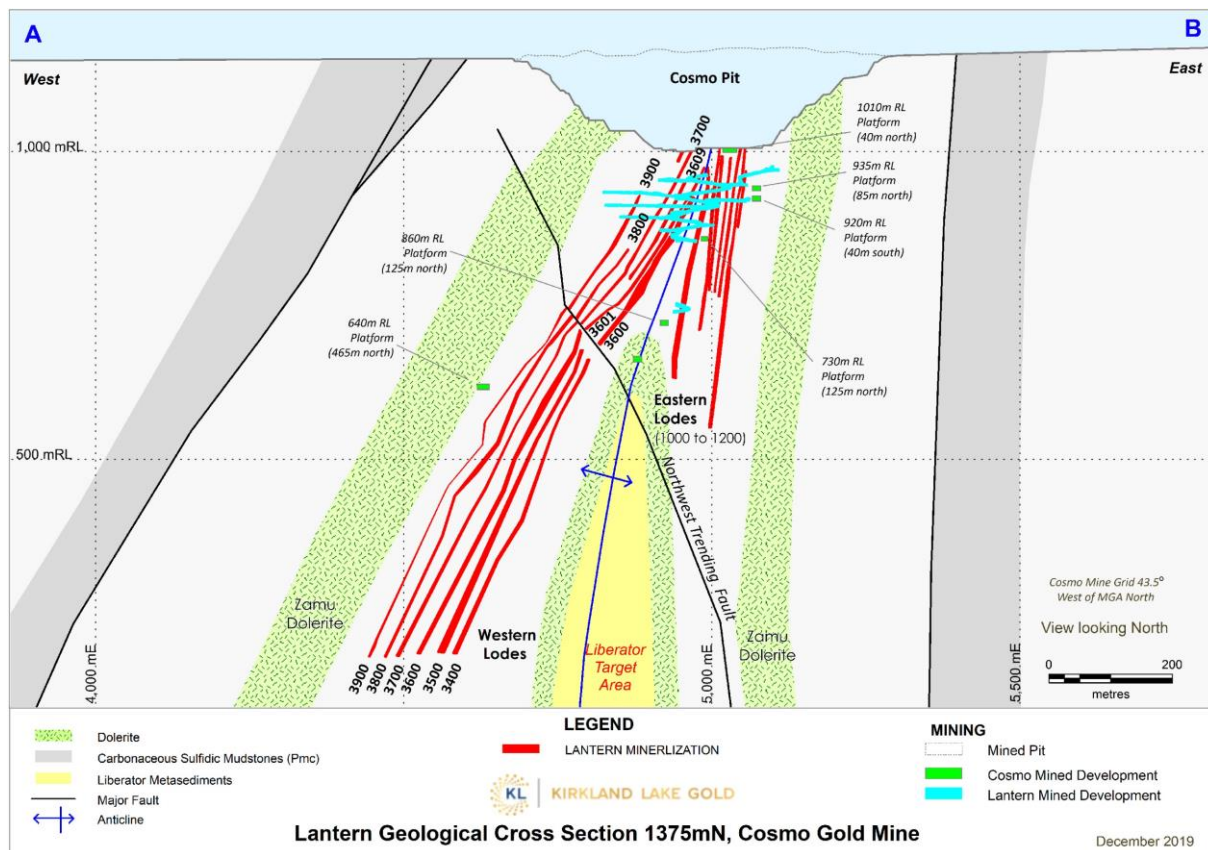 A
B
West
East
Cosmo Pit
1010m RL
Platform
(40m north)
1,000 mRL
3700
3609
3900
3800
935m RL
Platform
(85m north)
920m RL
Platform
(40m south)
860m RL
Platform
(125m north)
640m RL
Platform
(465m north)
3601
3600
730m RL
Platform
(125m north)
Eastern
Lodes
(1000 to 1200)
500 mRL
Northwest Trending Fault
Cosmo Mine Grid 43.5°
West of MGA North
View looking North
Zamu
Dolerite
Western
Lodes
Liberator
Target
Area
Zamu
Dolerite
3900
3800
3700
3600
3500
3400
4,000 mE
5,000 mE
5,500 mE
0
200
metres
LEGEND
Dolerite
Carbonaceous Sulfidic Mudstones (Pmc)
Liberator Metasediments
Major Fault
Anticline
LANTERN MINERLIZATION
KL KIRKLAND LAKE GOLD
MINING
Mined Pit
Cosmo Mined Development
Lantern Mined Development
Lantern Geological Cross Section 1375mN, Cosmo Gold Mine
December 2019